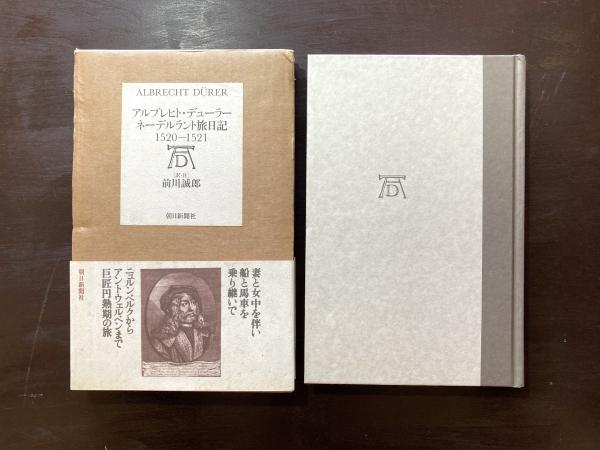 ALBRECHT DÜRER
アルブレヒト・デューラー
ネーデルラント旅日記
1520—1521
AD
[訳・注]
前川誠郎
朝日新聞社
妻と女中を伴い
船と馬車を
乗り継いで
ニュルンベルクから
アントウェルペンまで
巨匠円熟期の旅
朝日新聞社
AD